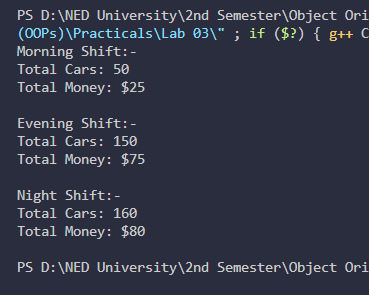 PS D:\NED University\2nd Semester\Object Ori
(OOPs)\Practicals\Lab 03\" ; if ($?) { g++ C
Morning Shift:-
Total Cars: 50
Total Money: $25
Evening Shift:-
Total Cars: 150
Total Money: $75
Night Shift:-
Total Cars: 160
Total Money: $80
PS D:\NED University\2nd Semester\Object Ori